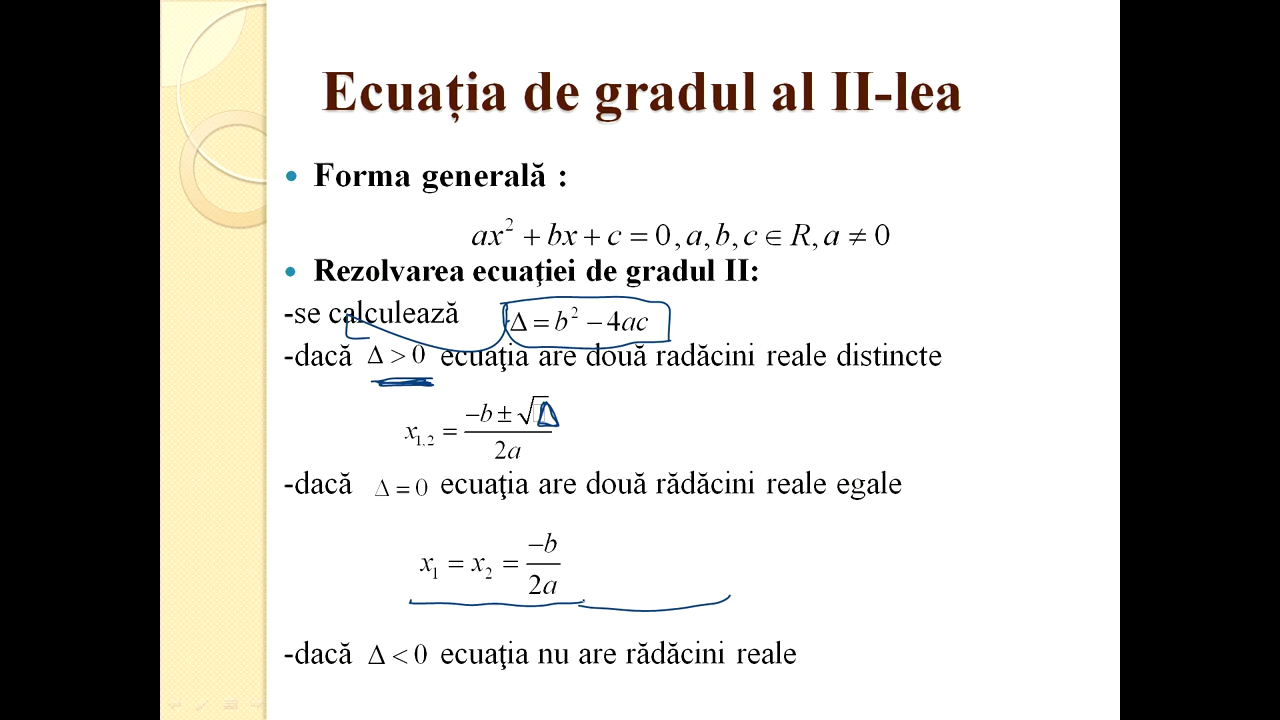 Ecuația de gradul al II-lea
Forma generală :
ax² + bx + c = 0, a, b, c ∈ R, a ≠ 0
Rezolvarea ecuaţiei de gradul II:
-se calculează Δ = b² − 4ac
-dacă Δ > 0 ecuaţia are două radăcini reale distincte
x₁,₂ = (−b ± √Δ) / 2a
-dacă Δ = 0 ecuaţia are două rădăcini reale egale
x₁ = x₂ = −b / 2a
-dacă Δ < 0 ecuaţia nu are rădăcini reale